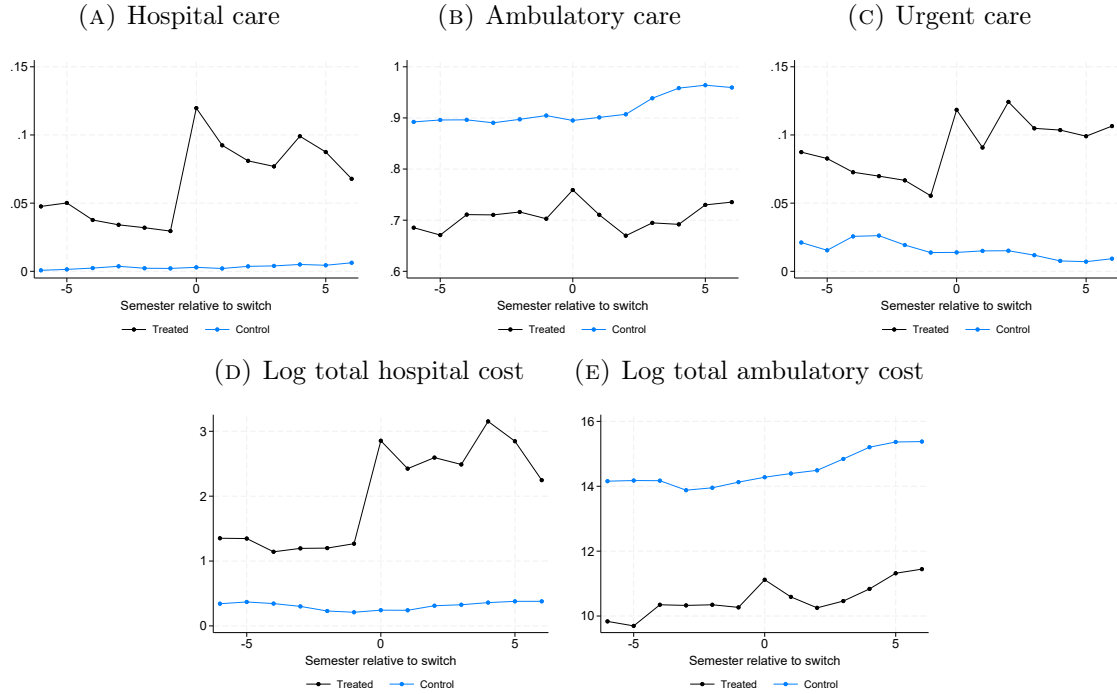 (A) Hospital care
.15
.1
.05
0
-5 0 5
Semester relative to switch
Treated Control
(B) Ambulatory care
1
.9
.8
.7
.6
-5 0 5
Semester relative to switch
Treated Control
(C) Urgent care
.15
.1
.05
0
-5 0 5
Semester relative to switch
Treated Control
(D) Log total hospital cost
3
2
1
0
-5 0 5
Semester relative to switch
Treated Control
(E) Log total ambulatory cost
16
14
12
10
-5 0 5
Semester relative to switch
Treated Control